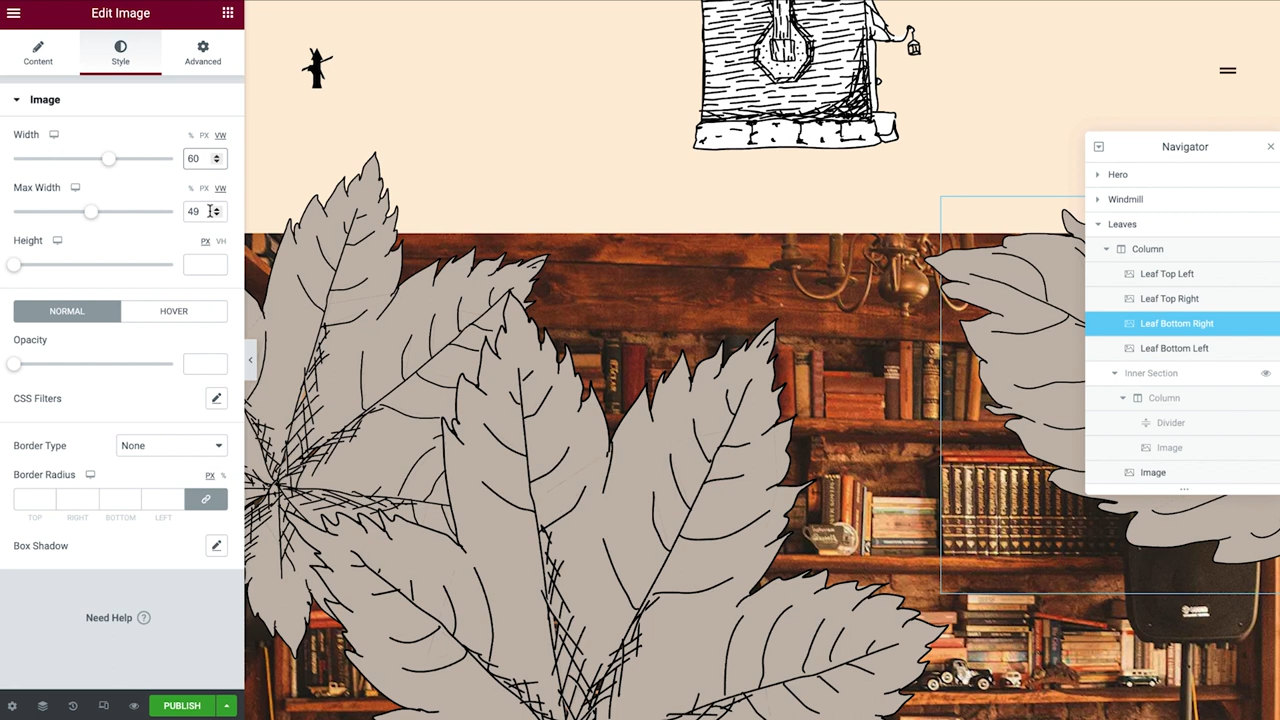 Edit Image
Content
Style
Advanced
Image
Width
% PX VW
60
Max Width
% PX VW
49
Height
PX VH
NORMAL
HOVER
Opacity
CSS Filters
Border Type
None
Border Radius
PX %
TOP
RIGHT
BOTTOM
LEFT
Box Shadow
Need Help ?
PUBLISH
Navigator
Hero
Windmill
Leaves
Column
Leaf Top Left
Leaf Top Right
Leaf Bottom Right
Leaf Bottom Left
Inner Section
Column
Divider
Image
Image